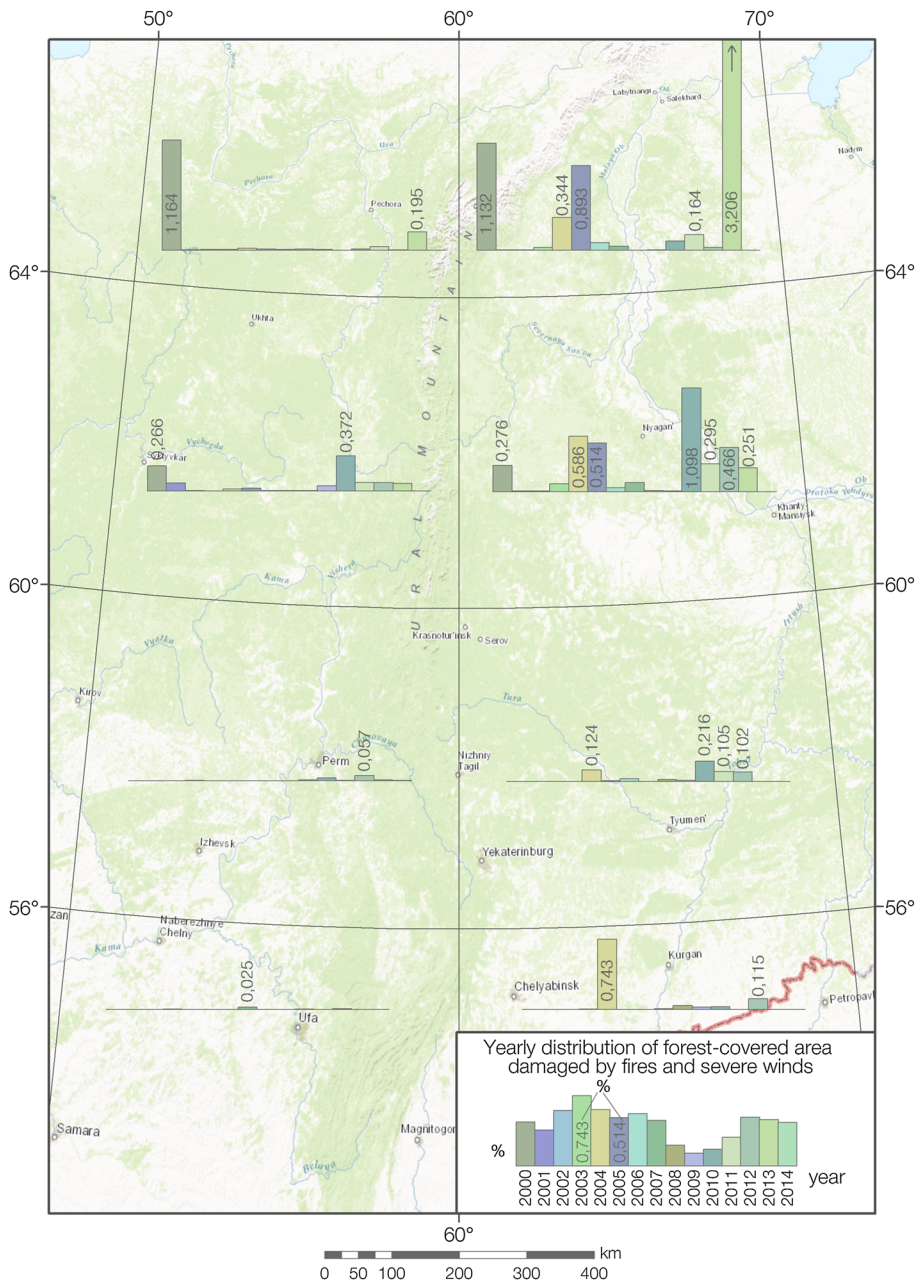 50°
60°
70°
Labytnangi
Ob
Salekhard
Nadym
Malaya Ob
Pechora
Usa
Pechora
1,164
0,195
1,132
0,344
0,893
0,164
3,206
64°
64°
Ukhta
Severnaya Sos'va
URAL MOUNTAIN
Nyagan'
0,266
Vychegda
Syktyvkar
0,372
0,276
0,586
0,514
1,098
0,295
0,466
0,251
Ob
Protoka Yendyrskaya
Khanty
Mansiysk
60°
60°
Kama
Vishera
Irtysh
Krasnotur'insk
Serov
Vyatka
Kirov
Tura
Perm
Chusovaya
0,057
Nizhniy
Tagil
0,124
0,216
0,105
0,102
Tyumen'
Izhevsk
Yekaterinburg
56°
56°
zan
Naberezhnye
Chelny
Kama
0,025
Ufa
Chelyabinsk
0,743
Kurgan
0,115
Petropavl
Samara
Magnitogor
Belaya
Yearly distribution of forest-covered area
damaged by fires and severe winds
%
%
0,743
0,514
2000 2001 2002 2003 2004 2005 2006 2007 2008 2009 2010 2011 2012 2013 2014
year
60°
km
0 50 100 200 300 400